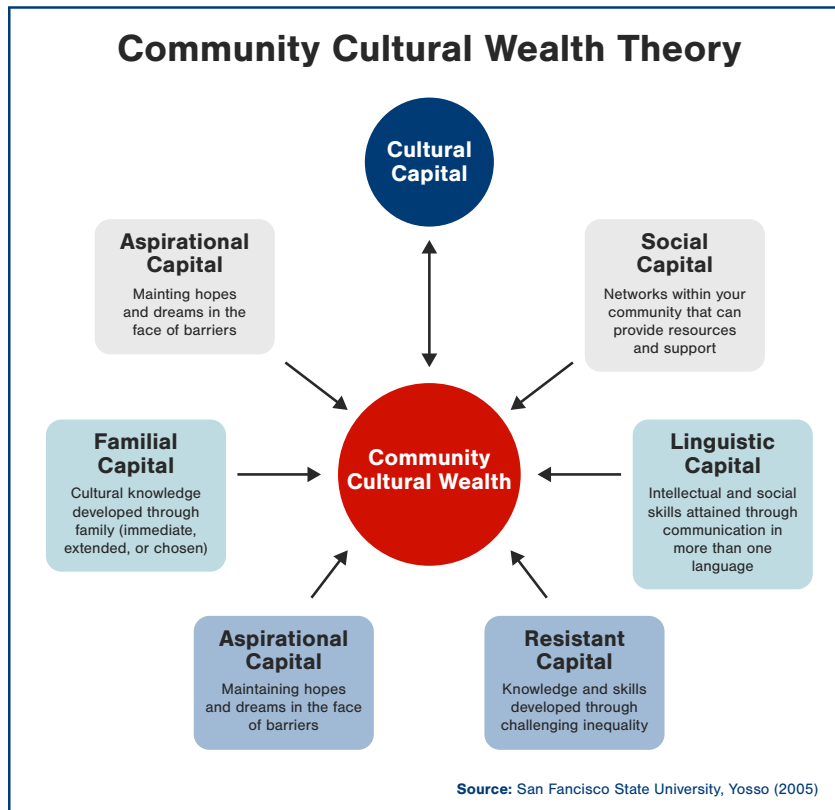 Community Cultural Wealth Theory
Cultural
Capital
Aspirational
Capital
Mainting hopes
and dreams in the
face of barriers
Social
Capital
Networks within your
community that can
provide resources
and support
Familial
Capital
Cultural knowledge
developed through
family (immediate,
extended, or chosen)
Community
Cultural Wealth
Linguistic
Capital
Intellectual and social
skills attained through
communication in
more than one
language
Aspirational
Capital
Maintaining hopes
and dreams in the face
of barriers
Resistant
Capital
Knowledge and skills
developed through
challenging inequality
Source: San Fancisco State University, Yosso (2005)